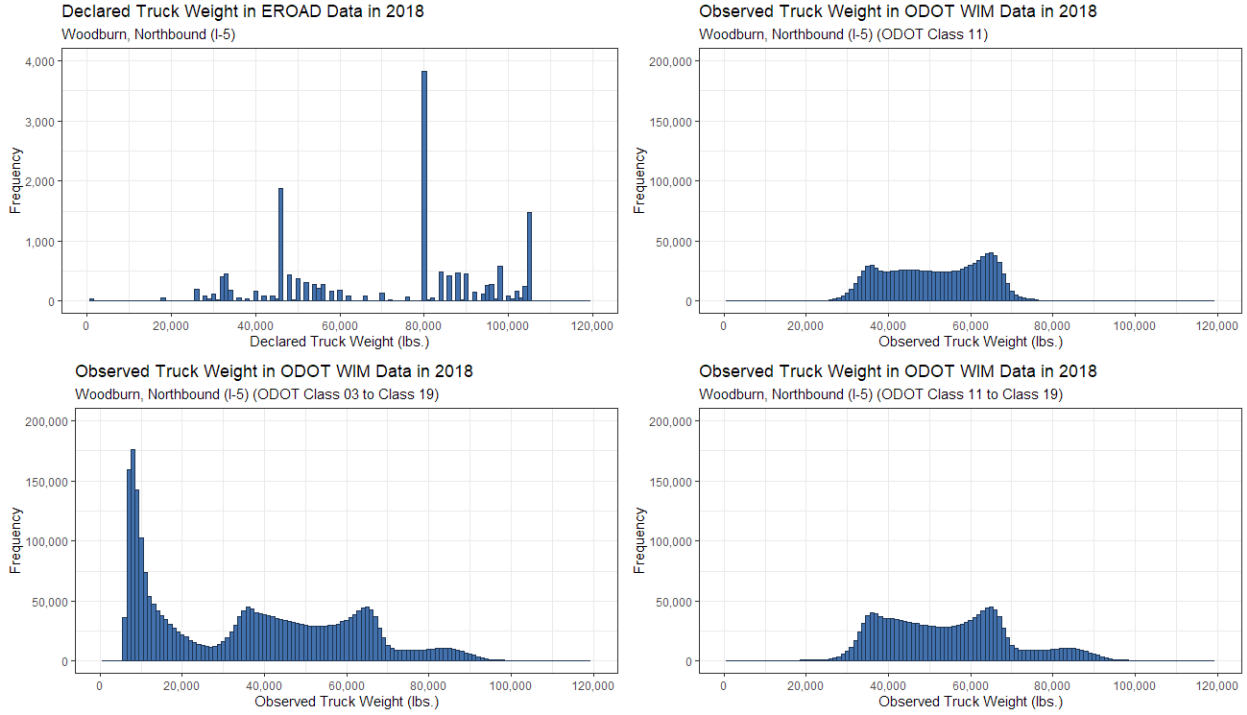 Declared Truck Weight in EROAD Data in 2018
Woodburn, Northbound (I-5)
4,000
3,000
2,000
1,000
0
Frequency
0 20,000 40,000 60,000 80,000 100,000 120,000
Declared Truck Weight (lbs.)
Observed Truck Weight in ODOT WIM Data in 2018
Woodburn, Northbound (I-5) (ODOT Class 11)
200,000
150,000
100,000
50,000
0
Frequency
0 20,000 40,000 60,000 80,000 100,000 120,000
Observed Truck Weight (lbs.)
Observed Truck Weight in ODOT WIM Data in 2018
Woodburn, Northbound (I-5) (ODOT Class 03 to Class 19)
200,000
150,000
100,000
50,000
0
Frequency
0 20,000 40,000 60,000 80,000 100,000 120,000
Observed Truck Weight (lbs.)
Observed Truck Weight in ODOT WIM Data in 2018
Woodburn, Northbound (I-5) (ODOT Class 11 to Class 19)
200,000
150,000
100,000
50,000
0
Frequency
0 20,000 40,000 60,000 80,000 100,000 120,000
Observed Truck Weight (lbs.)